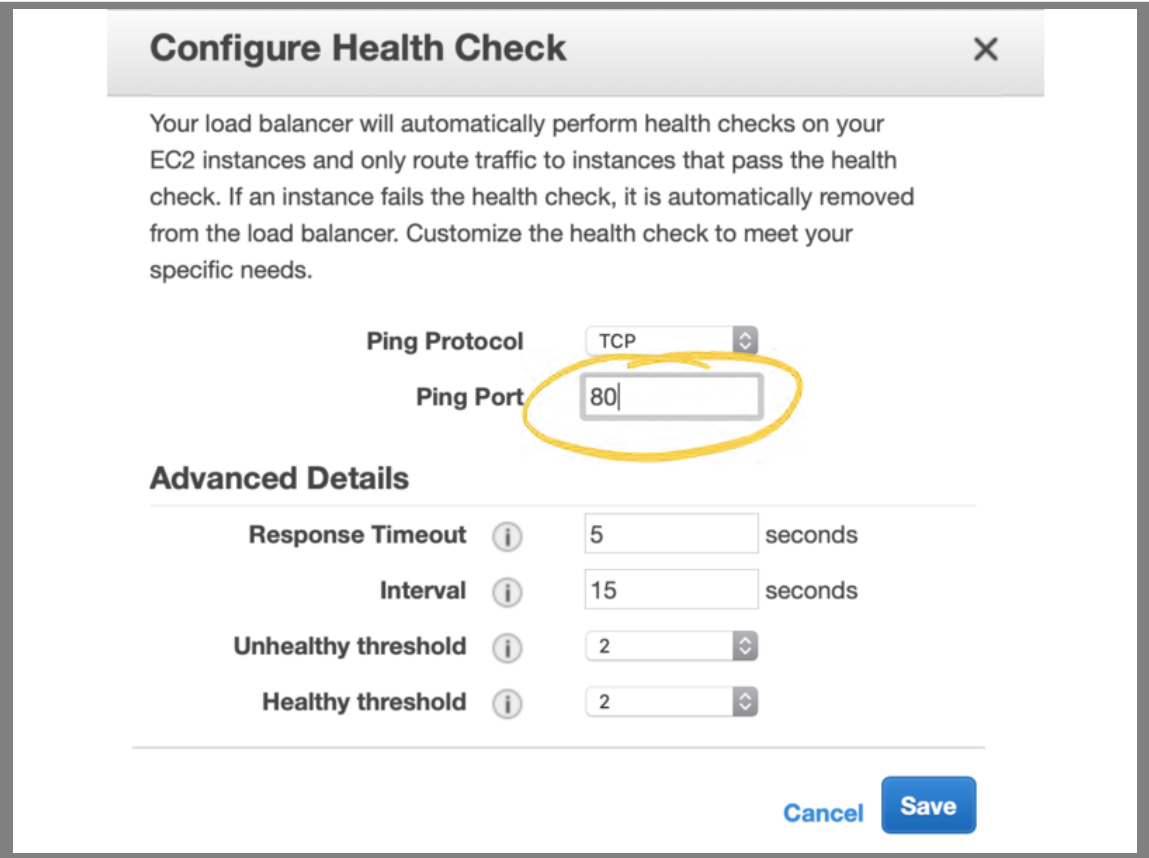 Configure Health Check
Your load balancer will automatically perform health checks on your
EC2 instances and only route traffic to instances that pass the health
check. If an instance fails the health check, it is automatically removed
from the load balancer. Customize the health check to meet your
specific needs.
Ping Protocol TCP
Ping Port 80
Advanced Details
Response Timeout i 5 seconds
Interval i 15 seconds
Unhealthy threshold i 2
Healthy threshold i 2
Cancel Save